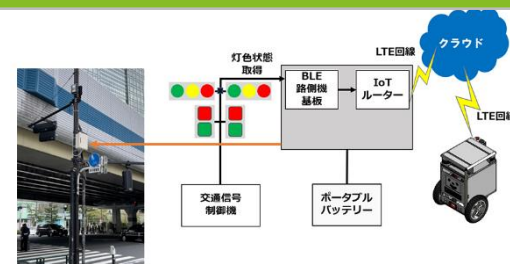 灯色状態
取得
LTE回線
クラウド
BLE
路側機
基板
IoT
ルーター
LTE回線
交通信号
制御機
ポータブル
バッテリー